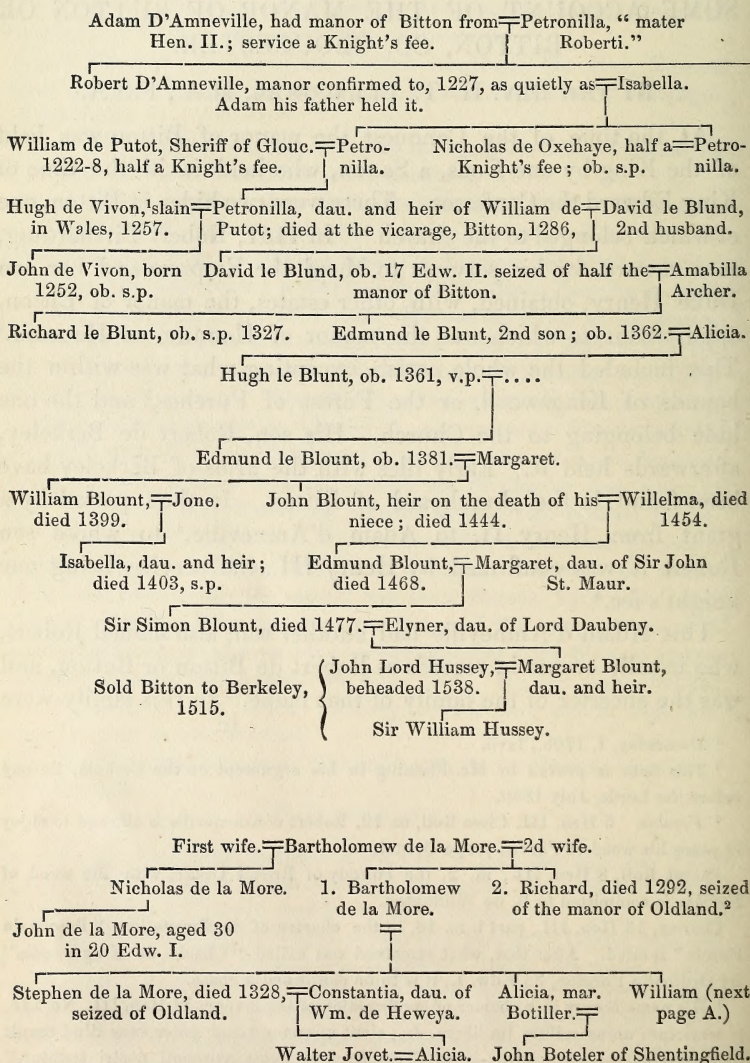 Adam D'Amneville, had manor of Bitton from Petronilla, “ mater
Hen. II.; service a Knight's fee. Roberti.”
Robert D'Amneville, manor confirmed to, 1227, as quietly as Isabella.
Adam his father held it.
William de Putot, Sheriff of Glouc. Petro- Nicholas de Oxehaye, half a Petro-
1222-8, half a Knight's fee. nilla. Knight's fee; ob. s.p. nilla.
Hugh de Vivon,¹ slain Petronilla, dau. and heir of William de David le Blund,
in Wales, 1257. Putot; died at the vicarage, Bitton, 1286, 2nd husband.
John de Vivon, born David le Blund, ob. 17 Edw. II. seized of half the Amabilla
1252, ob. s.p. manor of Bitton. Archer.
Richard le Blunt, ob. s.p. 1327. Edmund le Blunt, 2nd son; ob. 1362. Alicia.
Hugh le Blunt, ob. 1361, v.p. ....
Edmund le Blount, ob. 1381. Margaret.
William Blount, Jone. John Blount, heir on the death of his Willelma, died
died 1399. niece; died 1444. 1454.
Isabella, dau. and heir; Edmund Blount, Margaret, dau. of Sir John
died 1403, s.p. died 1468. St. Maur.
Sir Simon Blount, died 1477. Elyner, dau. of Lord Daubeny.
John Lord Hussey, Margaret Blount,
Sold Bitton to Berkeley, beheaded 1538. dau. and heir.
1515.
Sir William Hussey.
First wife. Bartholomew de la More. 2d wife.
Nicholas de la More. 1. Bartholomew 2. Richard, died 1292, seized
de la More. of the manor of Oldland.²
John de la More, aged 30
in 20 Edw. I.
Stephen de la More, died 1328, Constantia, dau. of Alicia, mar. William (next
seized of Oldland. Wm. de Heweya. Botiller. page A.)
Walter Jovet. Alicia. John Boteler of Shentingfield.